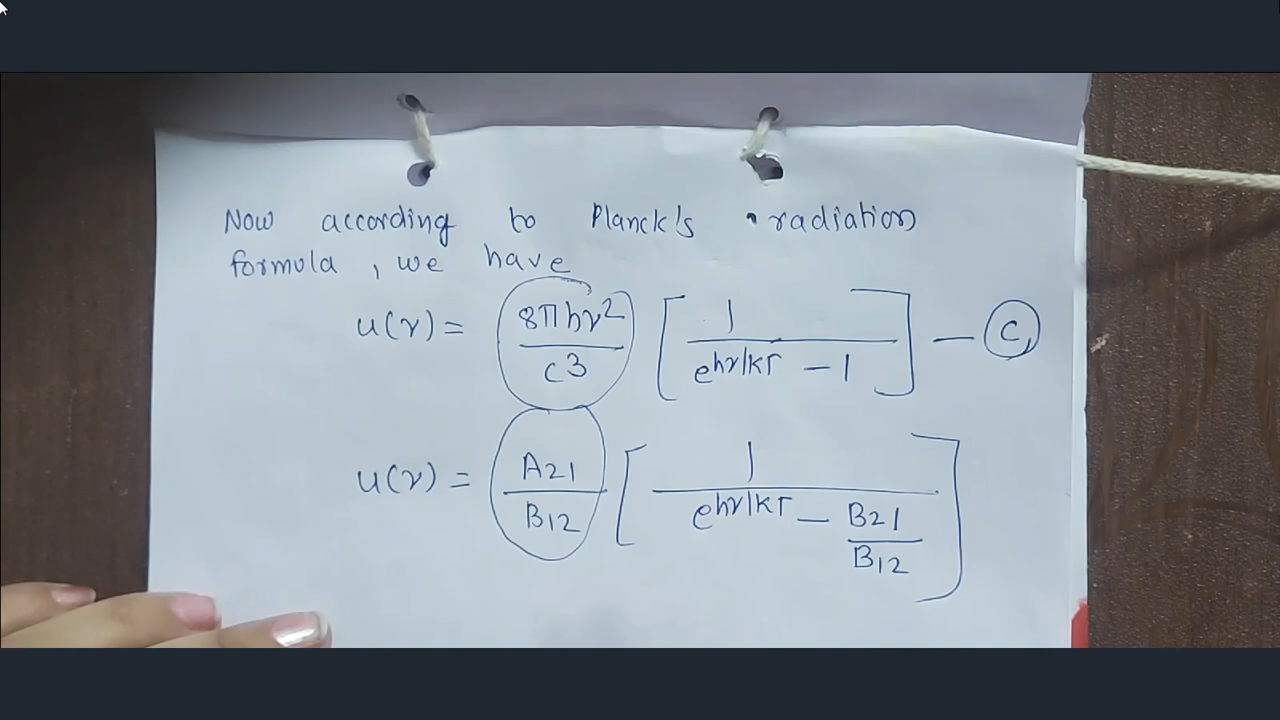 Now according to Planck's radiation
formula, we have
u(ν) = 8πhν²/c³ [1/(e^hν/kT − 1)] — C
u(ν) = A21/B12 [1/(e^hν/kT − B21/B12)]